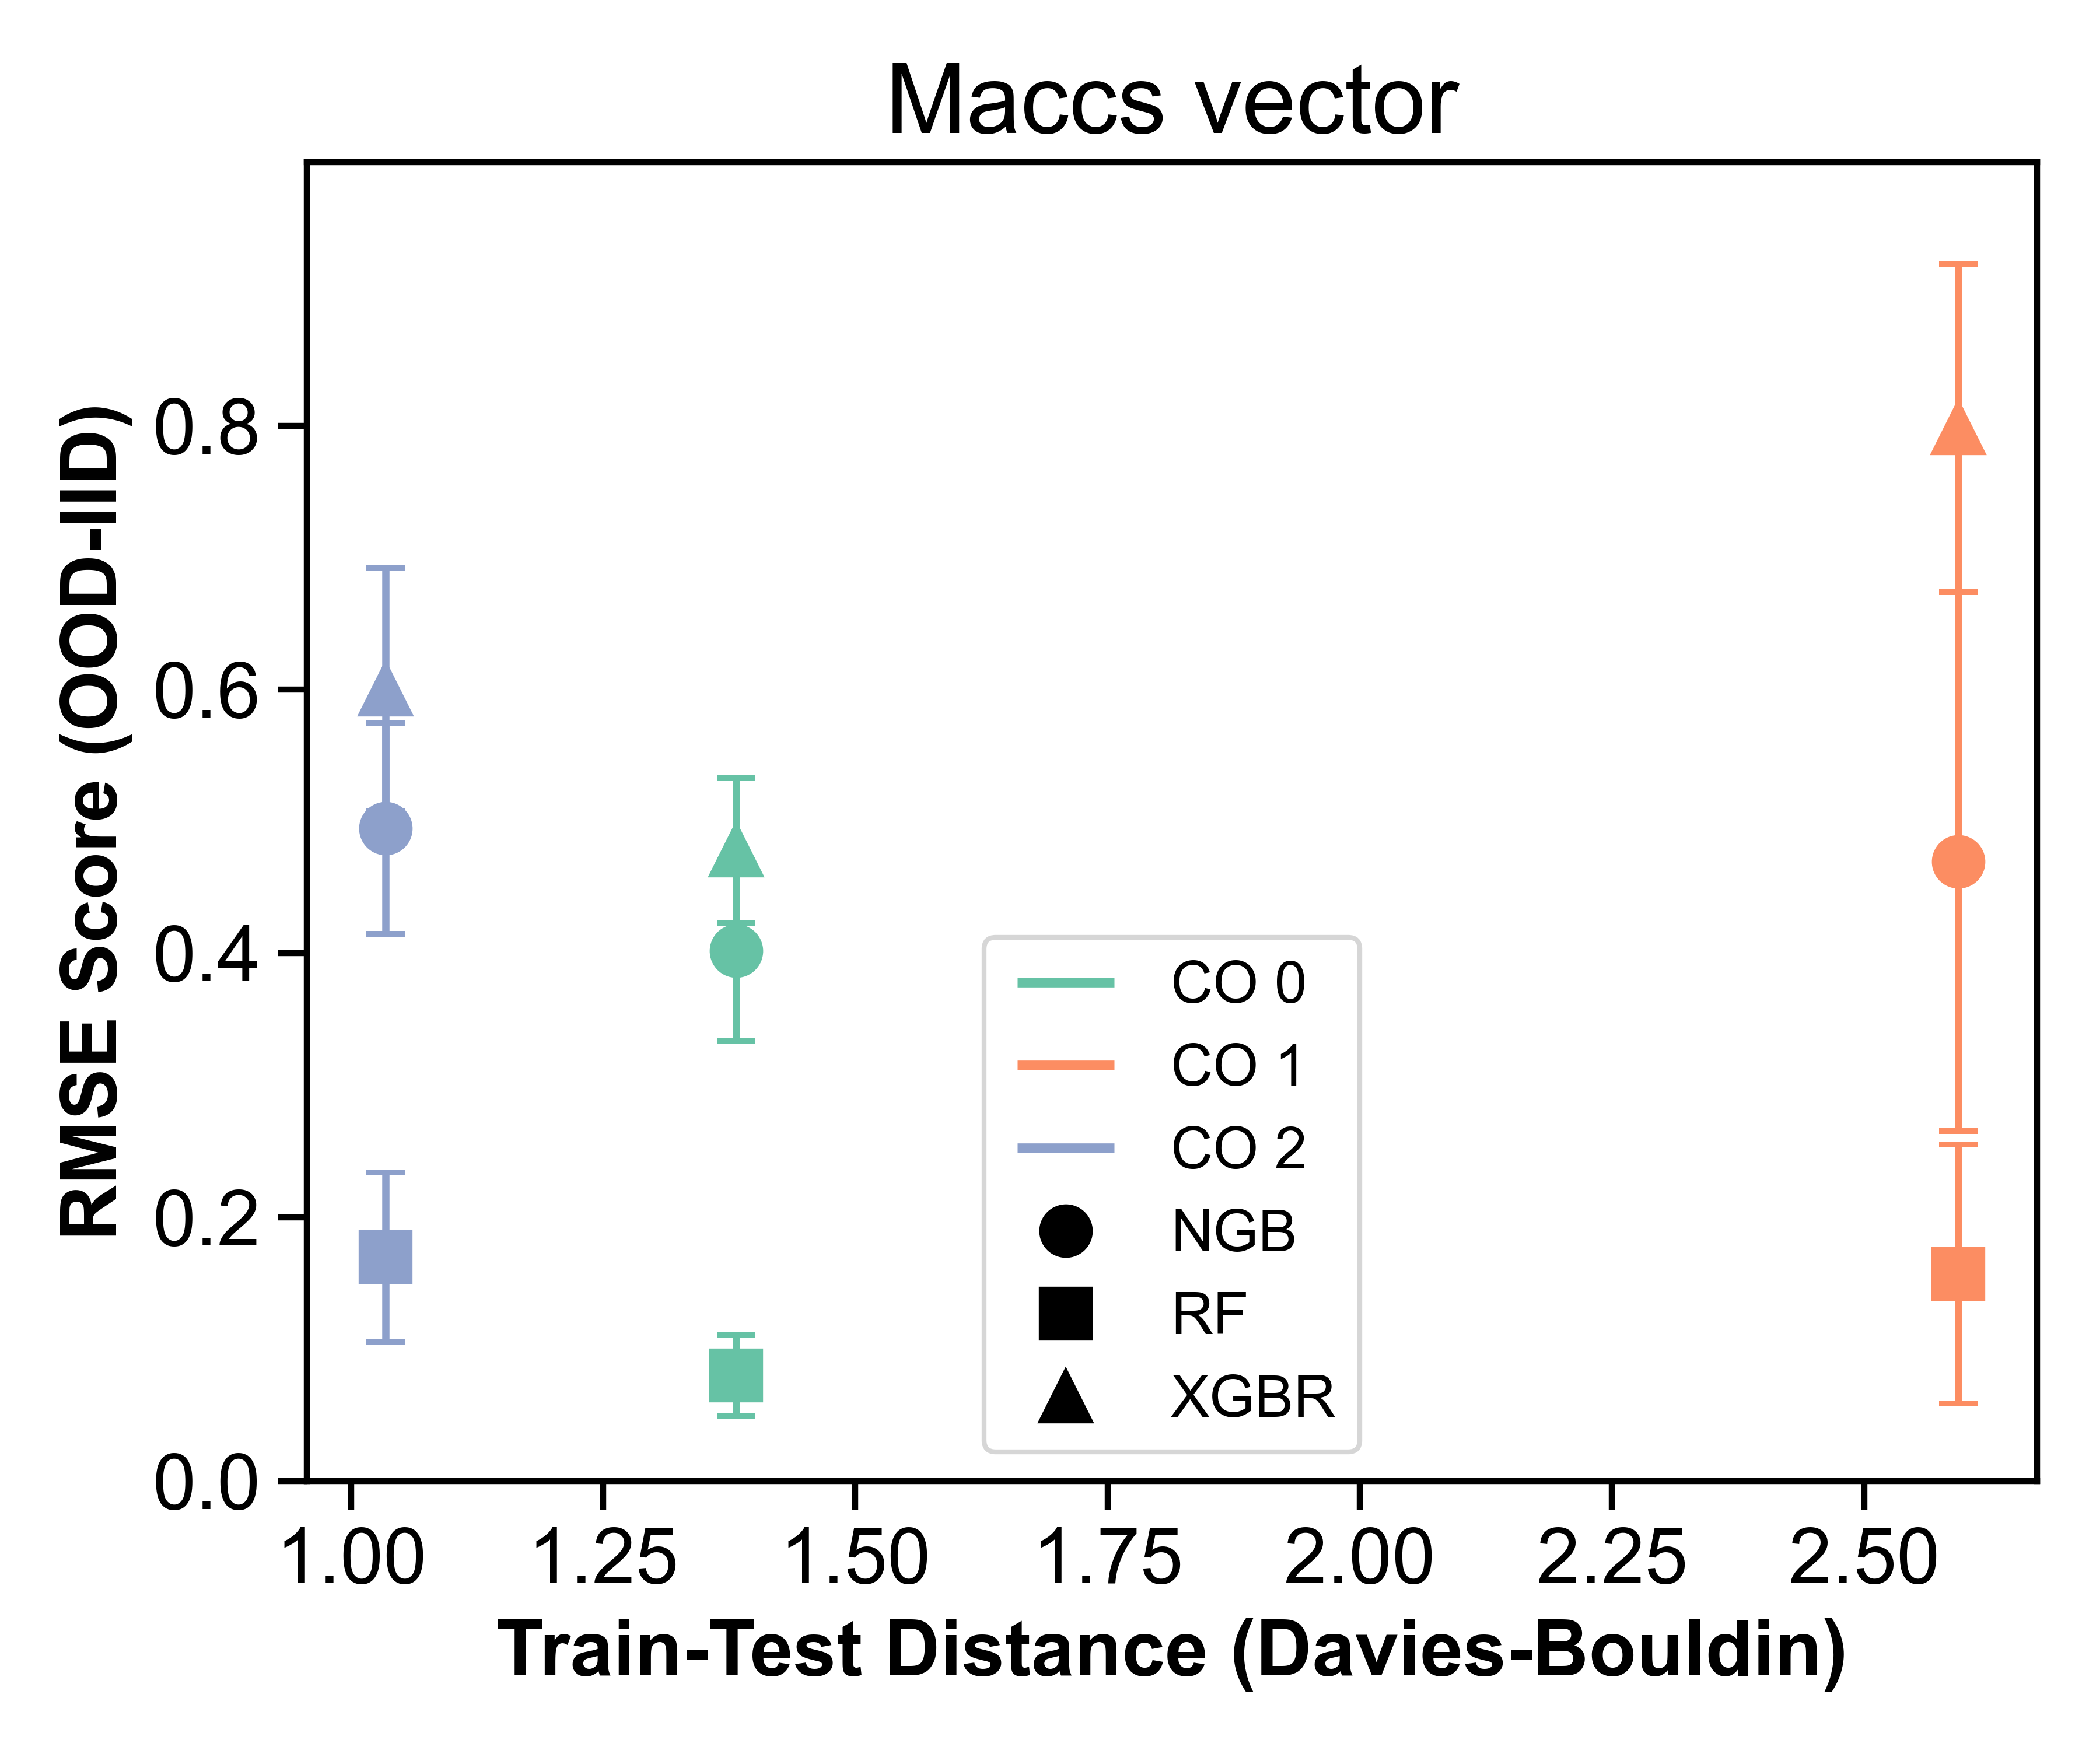 Maccs vector
RMSE Score (OOD-IID)
0.8
0.6
0.4
0.2
0.0
CO 0
CO 1
CO 2
NGB
RF
XGBR
1.00 1.25 1.50 1.75 2.00 2.25 2.50
Train-Test Distance (Davies-Bouldin)